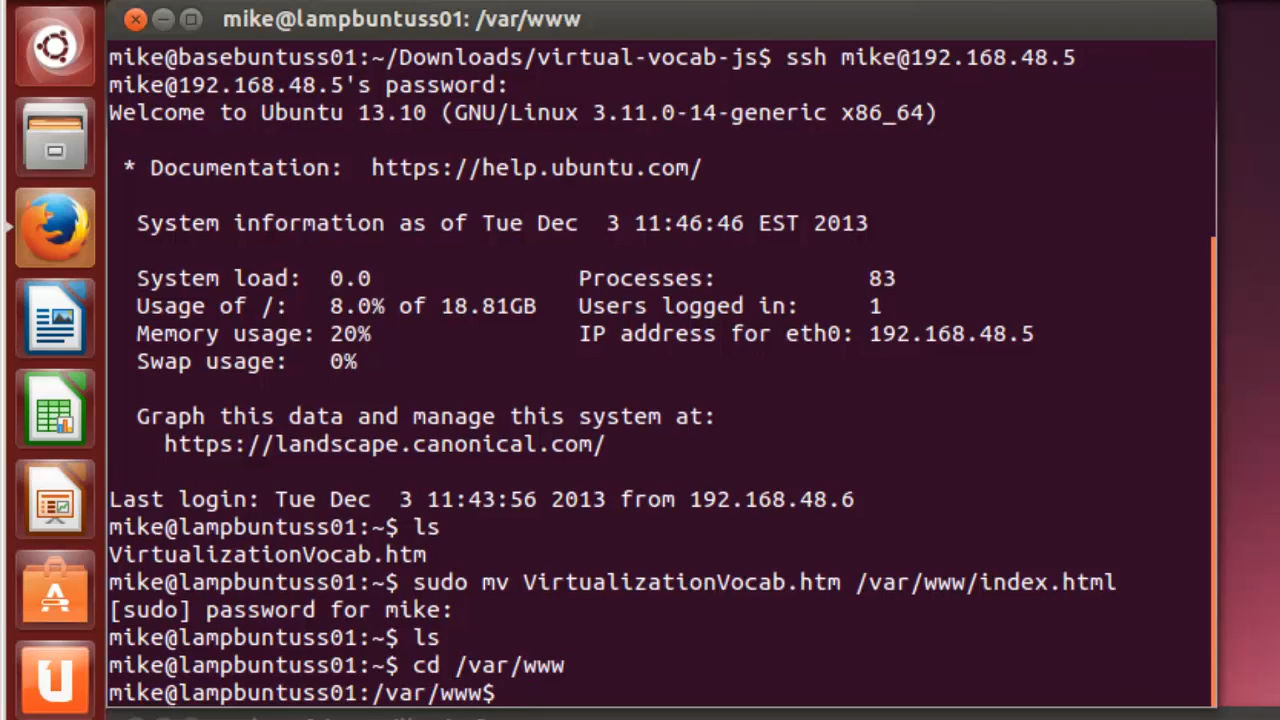 mike@lampbuntuss01: /var/www
mike@basebuntuss01:~/Downloads/virtual-vocab-js$ ssh mike@192.168.48.5
mike@192.168.48.5's password:
Welcome to Ubuntu 13.10 (GNU/Linux 3.11.0-14-generic x86_64)
* Documentation:  https://help.ubuntu.com/
System information as of Tue Dec  3 11:46:46 EST 2013
System load:  0.0               Processes:           83
Usage of /:   8.0% of 18.81GB   Users logged in:     1
Memory usage: 20%               IP address for eth0: 192.168.48.5
Swap usage:   0%
Graph this data and manage this system at:
https://landscape.canonical.com/
Last login: Tue Dec  3 11:43:56 2013 from 192.168.48.6
mike@lampbuntuss01:~$ ls
VirtualizationVocab.htm
mike@lampbuntuss01:~$ sudo mv VirtualizationVocab.htm /var/www/index.html
[sudo] password for mike:
mike@lampbuntuss01:~$ ls
mike@lampbuntuss01:~$ cd /var/www
mike@lampbuntuss01:/var/www$